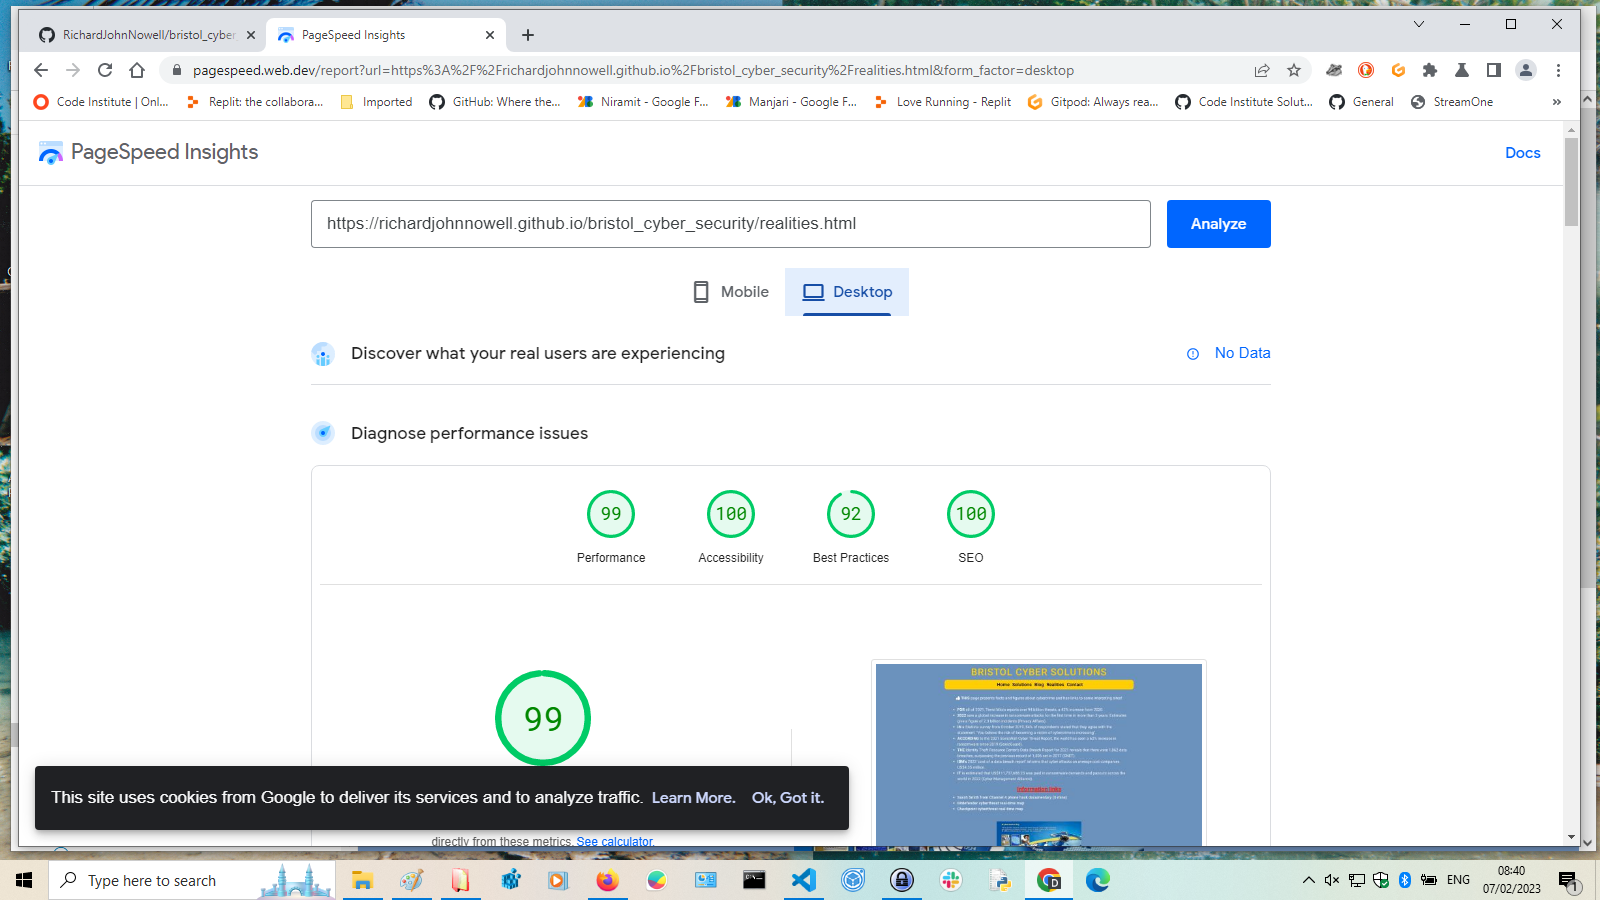 RichardJohnNowell/bristol_cyber
PageSpeed Insights
pagespeed.web.dev/report?url=https%3A%2F%2Frichardjohnnowell.github.io%2Fbristol_cyber_security%2Frealities.html&form_factor=desktop
Code Institute | Onl...
Replit: the collabora...
Imported
GitHub: Where the...
Niramit - Google F...
Manjari - Google F...
Love Running - Replit
Gitpod: Always rea...
Code Institute Solut...
General
StreamOne
»
PageSpeed Insights
Docs
https://richardjohnnowell.github.io/bristol_cyber_security/realities.html
Analyze
Mobile
Desktop
Discover what your real users are experiencing
No Data
Diagnose performance issues
99
100
92
100
Performance
Accessibility
Best Practices
SEO
99
BRISTOL CYBER SOLUTIONS
Home Solutions Blog Realities Contact
Information links
This site uses cookies from Google to deliver its services and to analyze traffic. Learn More. Ok, Got it.
directly from these metrics. See calculator.
Type here to search
ENG
08:40
07/02/2023
1